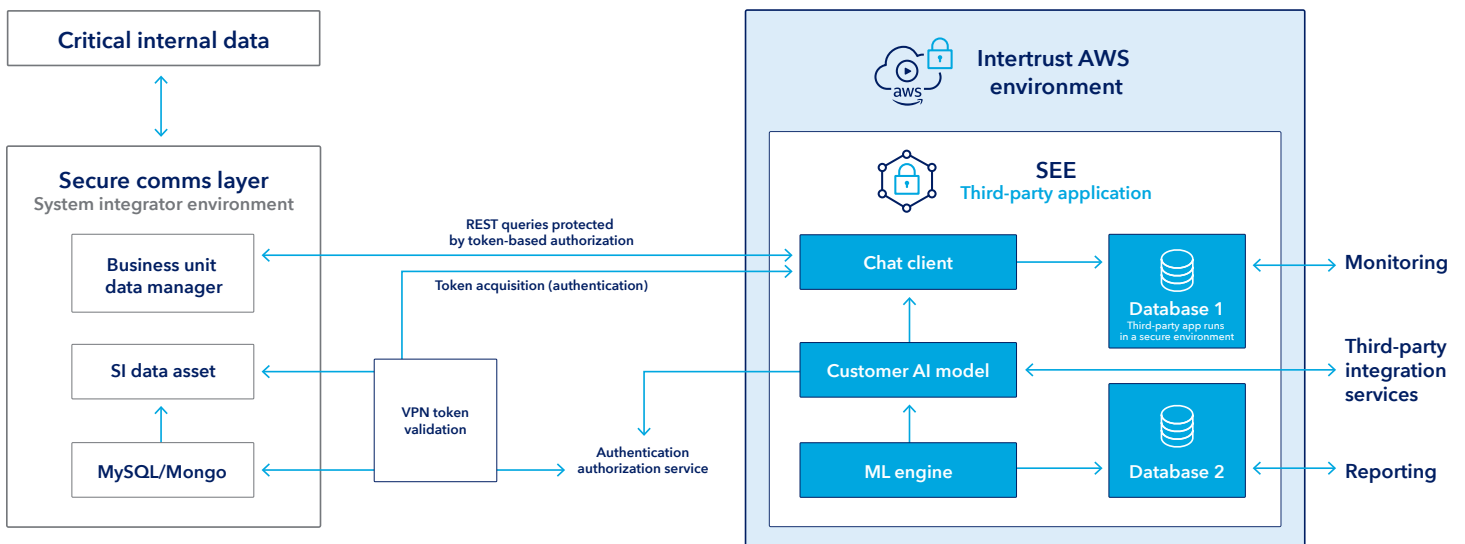 Critical internal data
Secure comms layer
System integrator environment
Business unit
data manager
SI data asset
MySQL/Mongo
REST queries protected
by token-based authorization
Token acquisition (authentication)
VPN token
validation
Authentication
authorization service
aws
Intertrust AWS
environment
SEE
Third-party application
Chat client
Customer AI model
ML engine
Database 1
Third-party app runs
in a secure environment
Database 2
Monitoring
Third-party
integration
services
Reporting